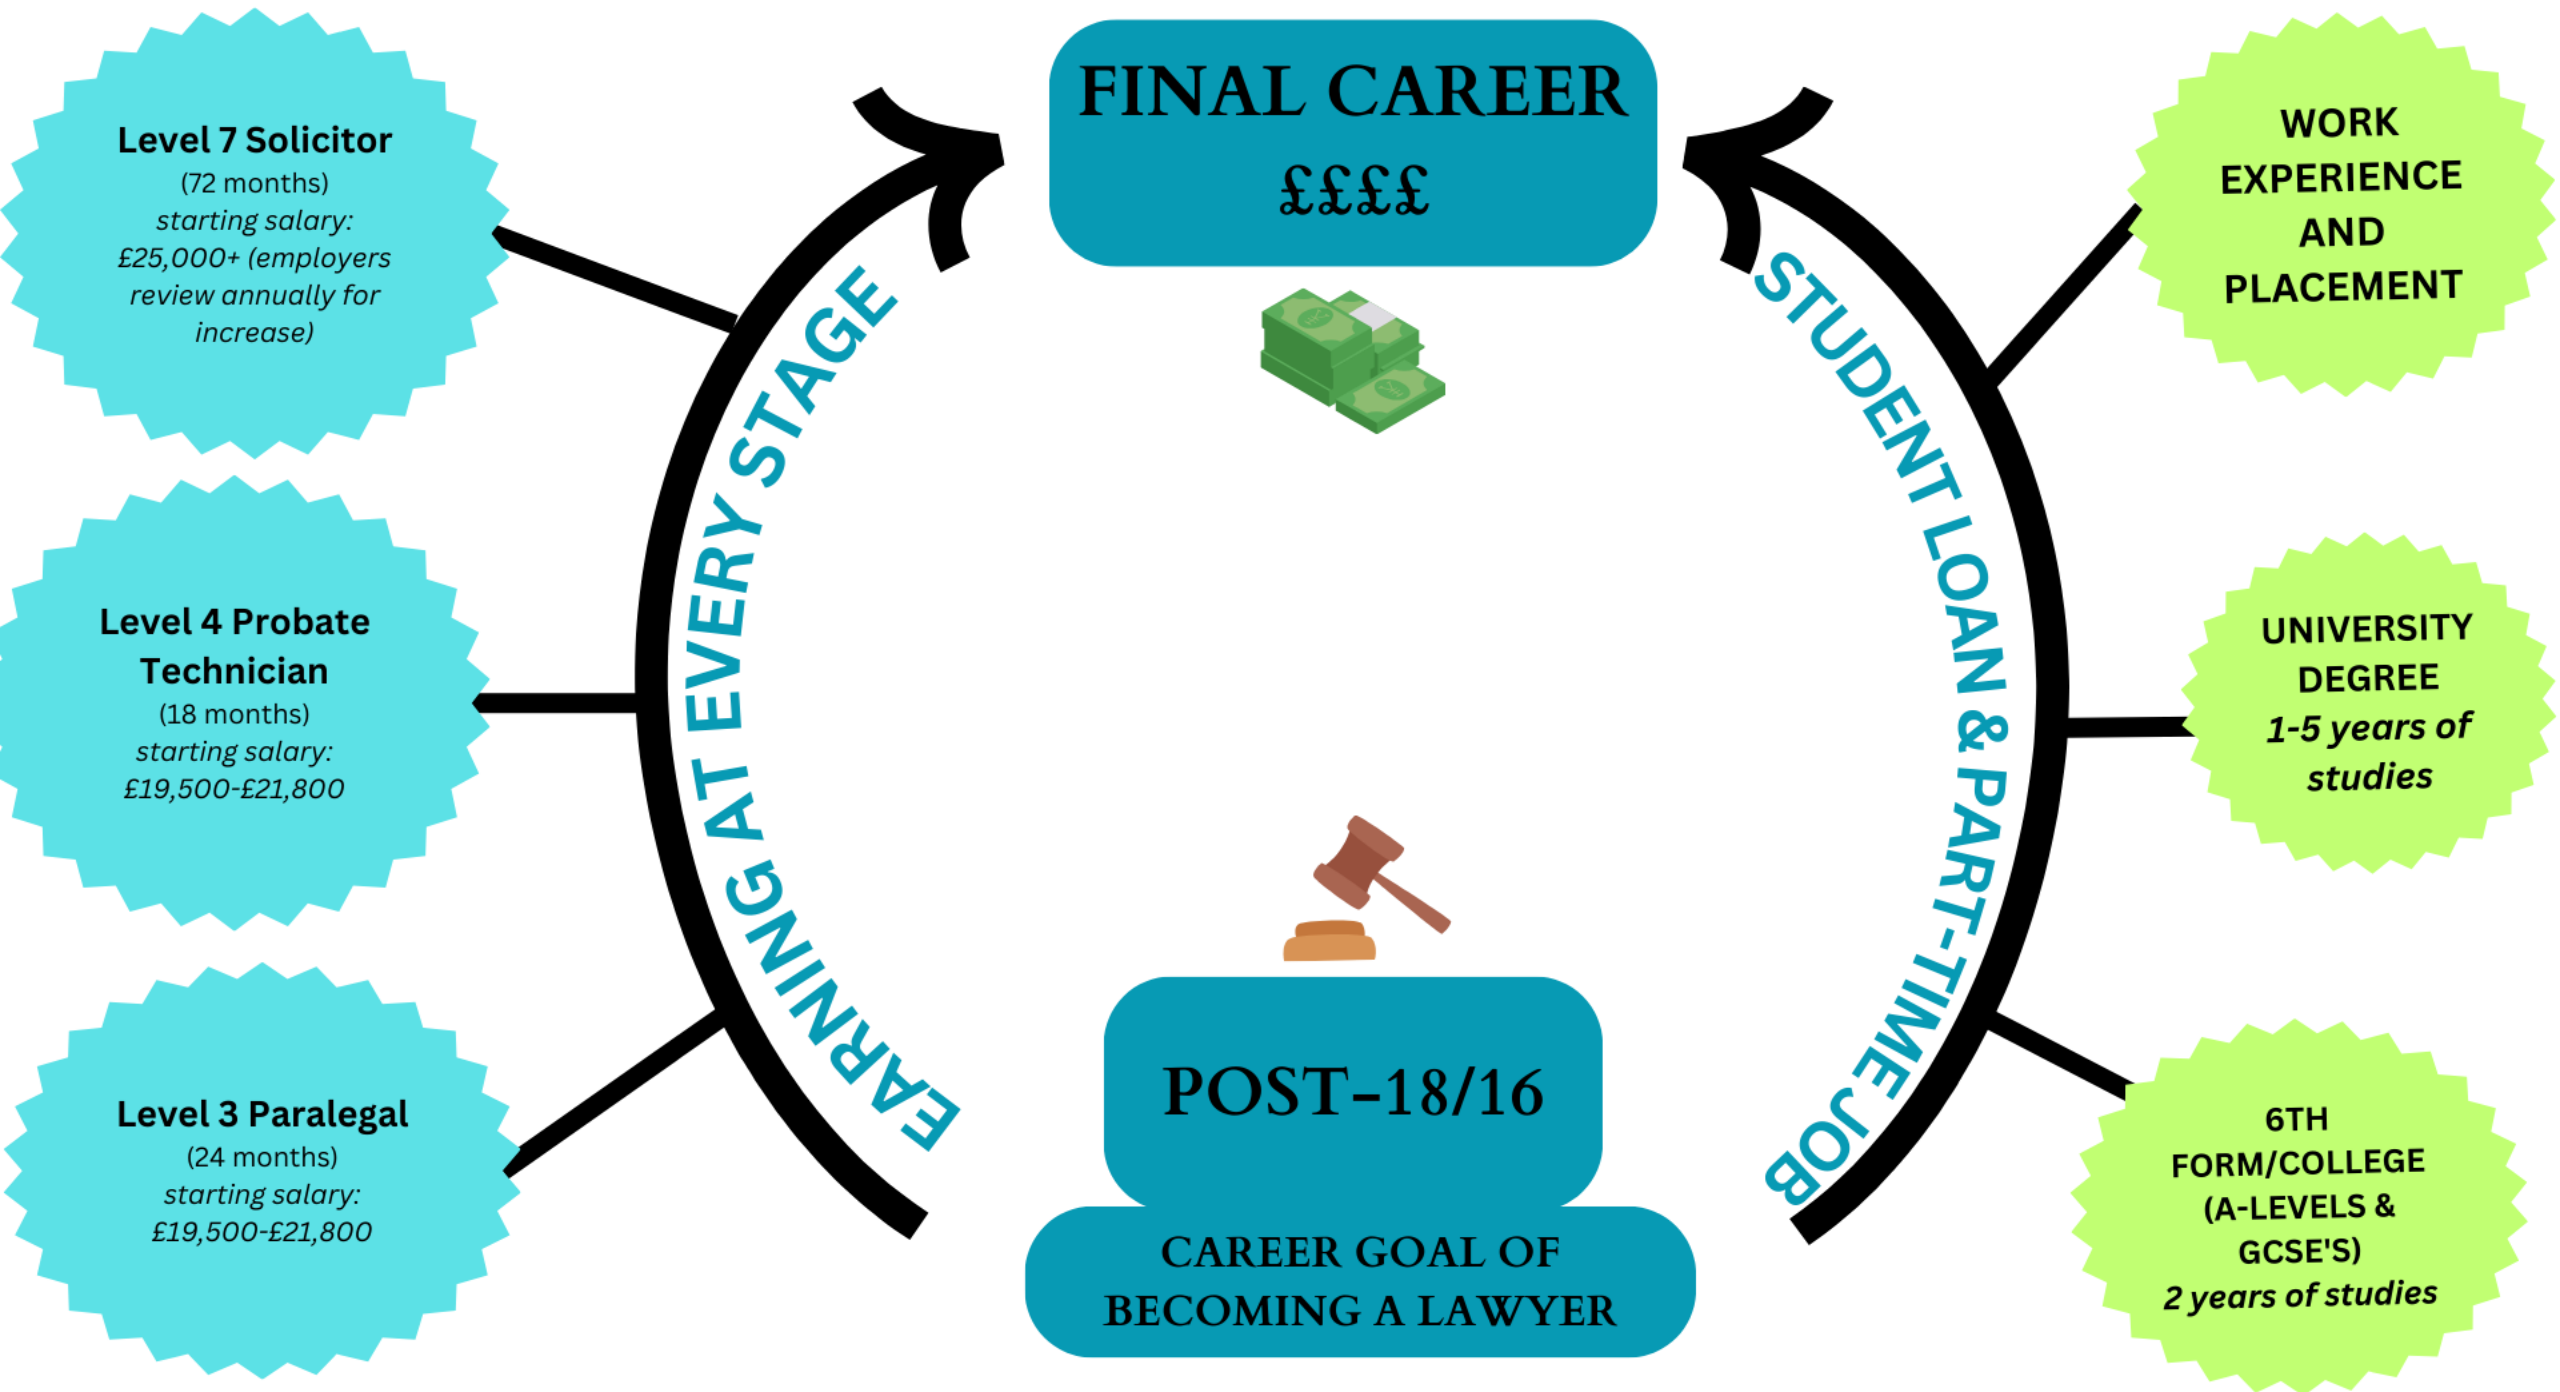 FINAL CAREER
££££
Level 7 Solicitor
(72 months)
starting salary:
£25,000+ (employers
review annually for
increase)
Level 4 Probate
Technician
(18 months)
starting salary:
£19,500-£21,800
Level 3 Paralegal
(24 months)
starting salary:
£19,500-£21,800
EARNING AT EVERY STAGE
STUDENT LOAN & PART-TIME JOB
WORK
EXPERIENCE
AND
PLACEMENT
UNIVERSITY
DEGREE
1-5 years of
studies
6TH
FORM/COLLEGE
(A-LEVELS &
GCSE'S)
2 years of studies
POST-18/16
CAREER GOAL OF
BECOMING A LAWYER